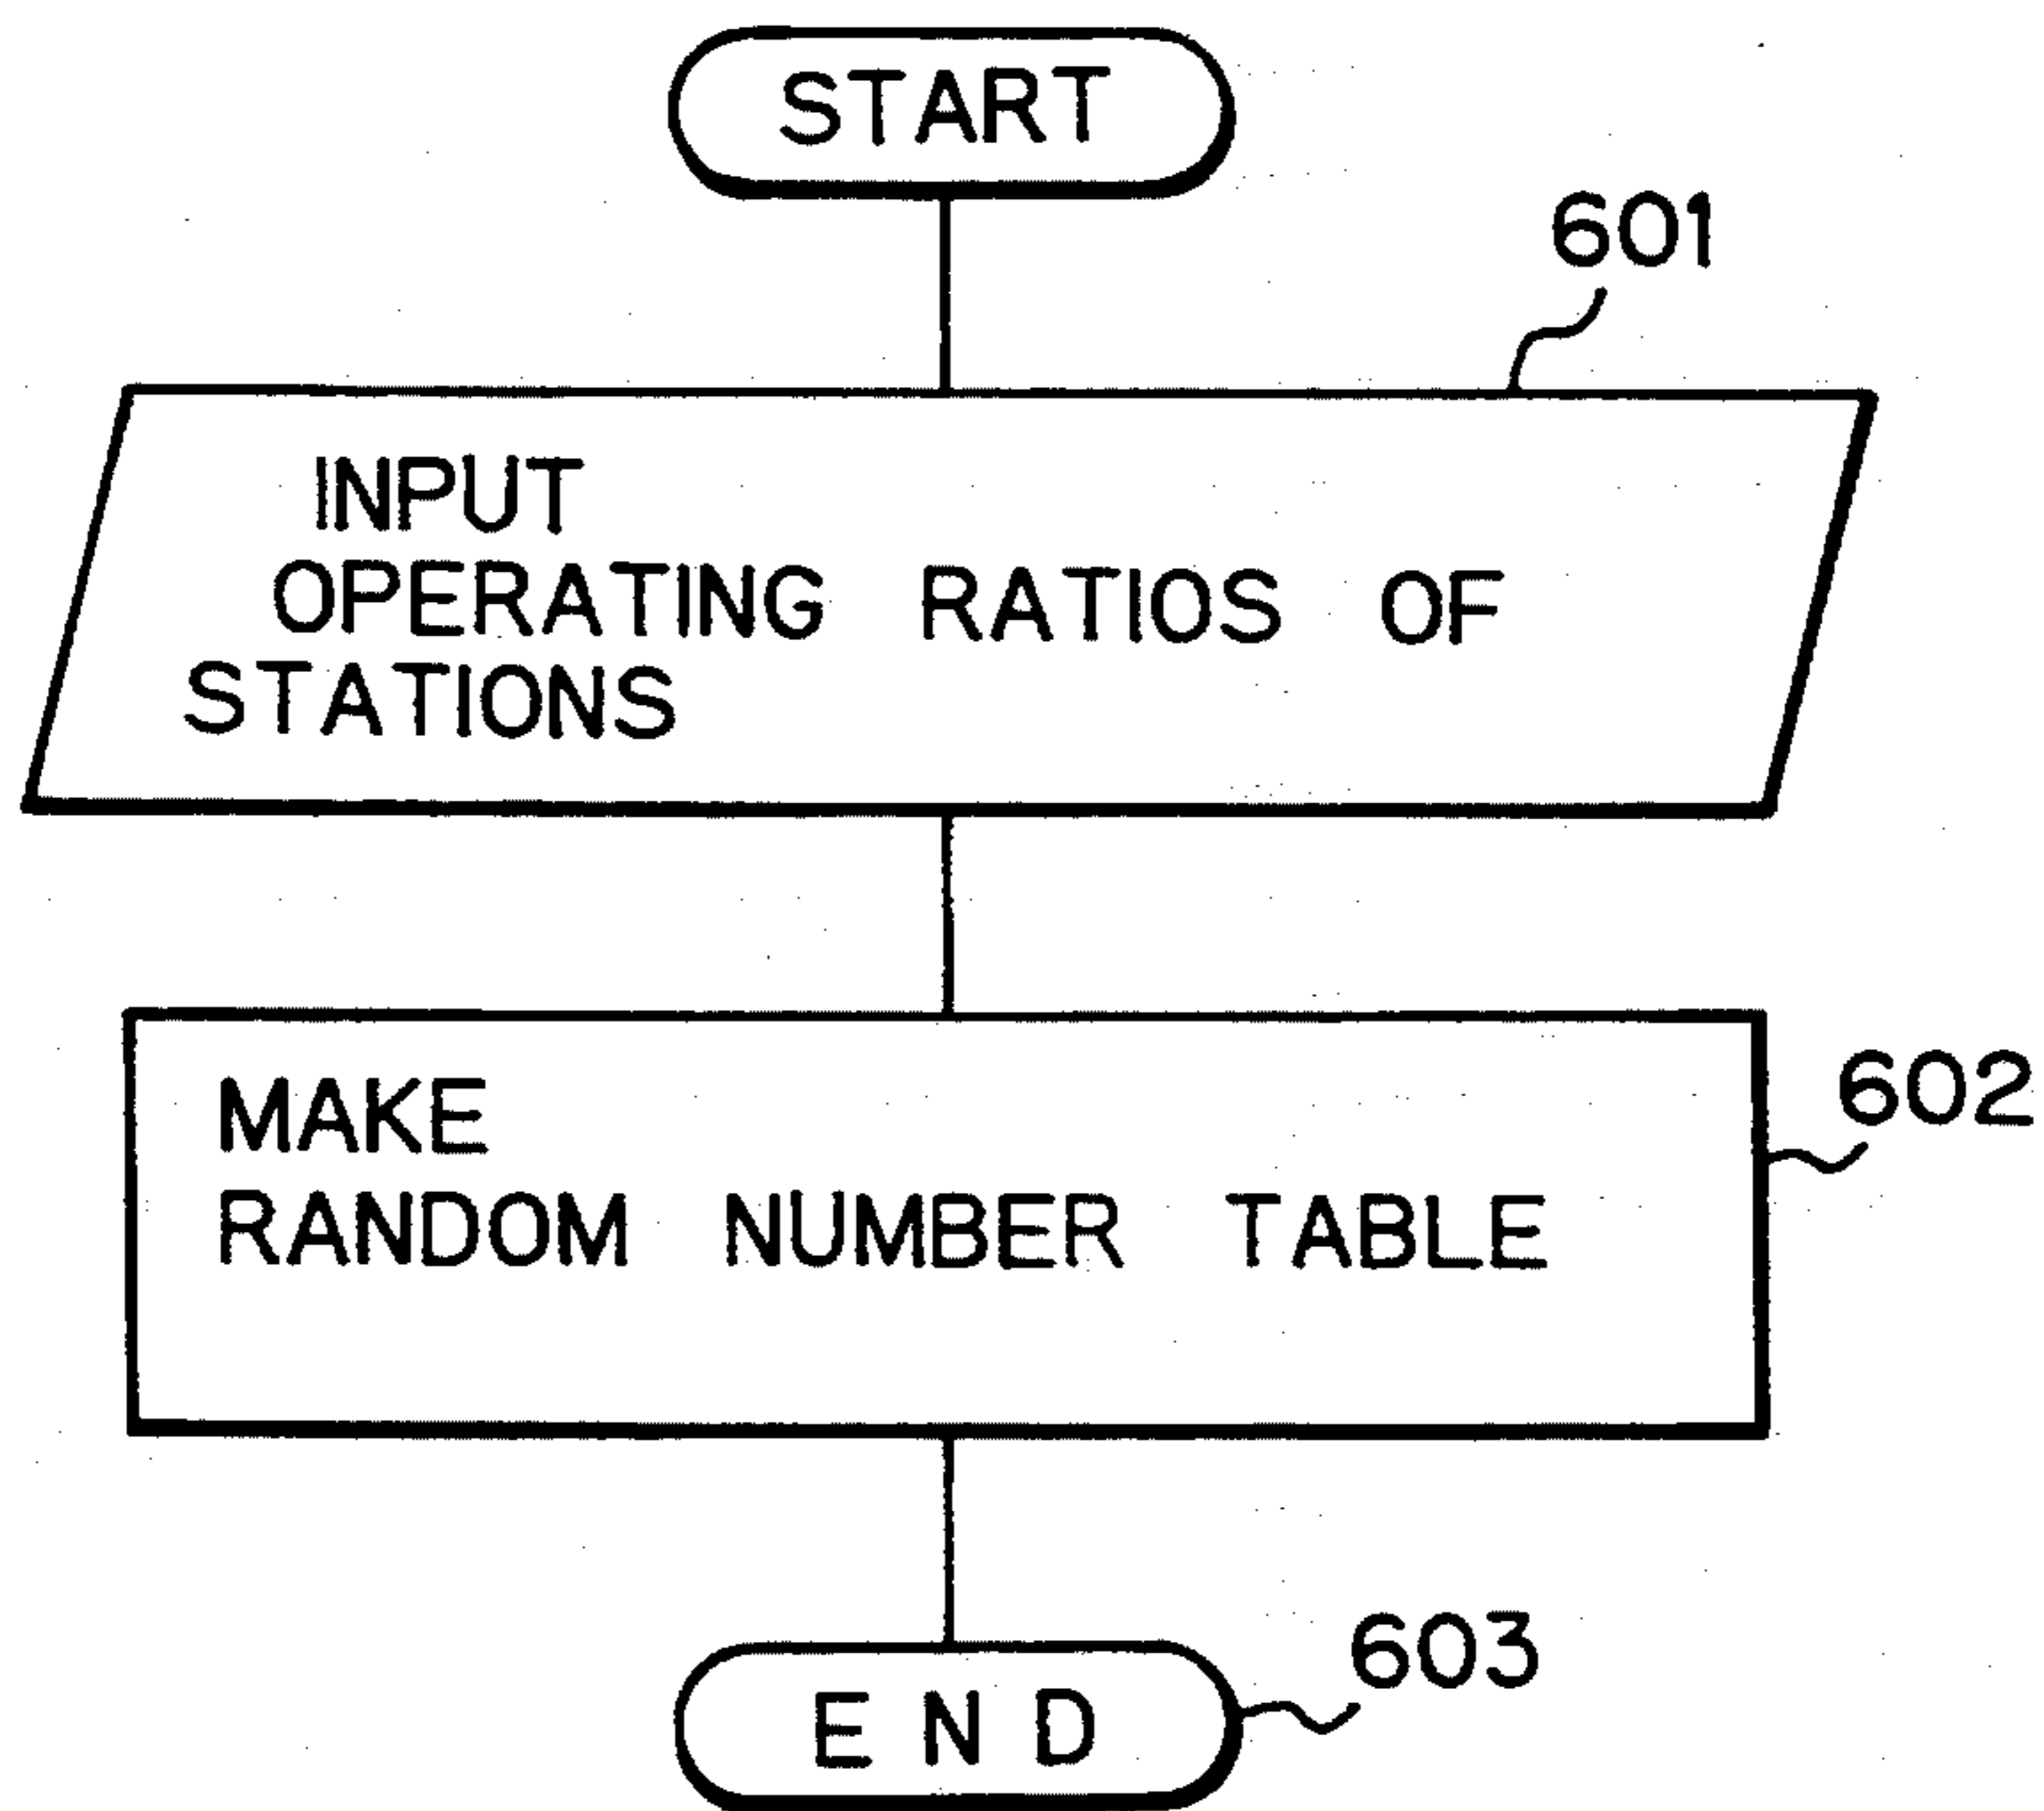 START
601
INPUT
OPERATING RATIOS OF
STATIONS
MAKE
RANDOM NUMBER TABLE
602
603
END